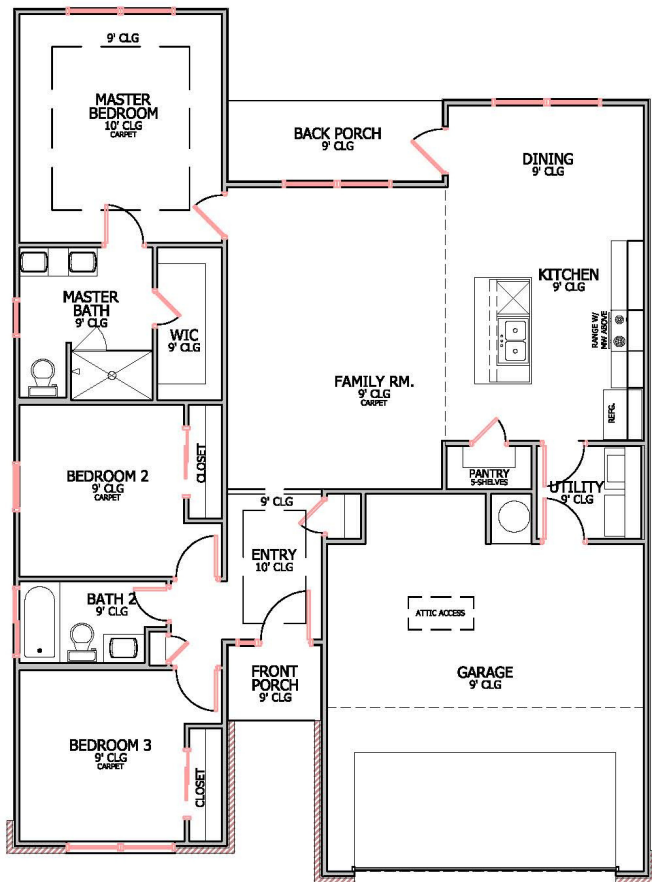 9' CLG
MASTER
BEDROOM
10' CLG
CARPET
BACK PORCH
9' CLG
DINING
9' CLG
MASTER
BATH
9' CLG
WIC
9' CLG
KITCHEN
9' CLG
RANGE W/
MW ABOVE
REFG.
FAMILY RM.
9' CLG
CARPET
BEDROOM 2
9' CLG
CARPET
CLOSET
PANTRY
5-SHELVES
UTILITY
9' CLG
9' CLG
ENTRY
10' CLG
BATH 2
9' CLG
ATTIC ACCESS
FRONT
PORCH
9' CLG
GARAGE
9' CLG
BEDROOM 3
9' CLG
CARPET
CLOSET